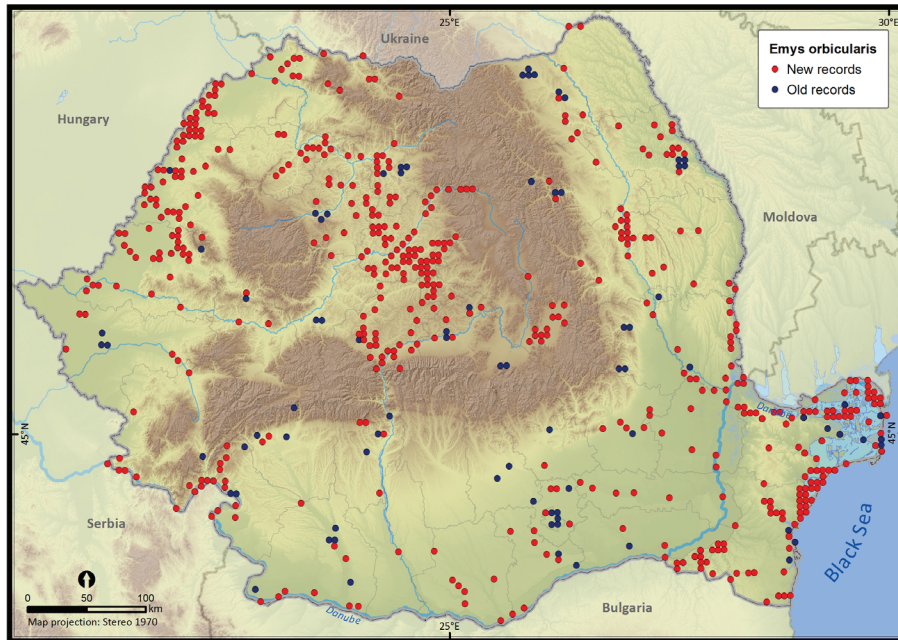 25°E
30°E
Ukraine
Emys orbicularis
New records
Old records
Hungary
Moldova
Danube
45°N
45°N
Serbia
Black Sea
0 50 100
km
Map projection: Stereo 1970
Danube
Bulgaria
25°E